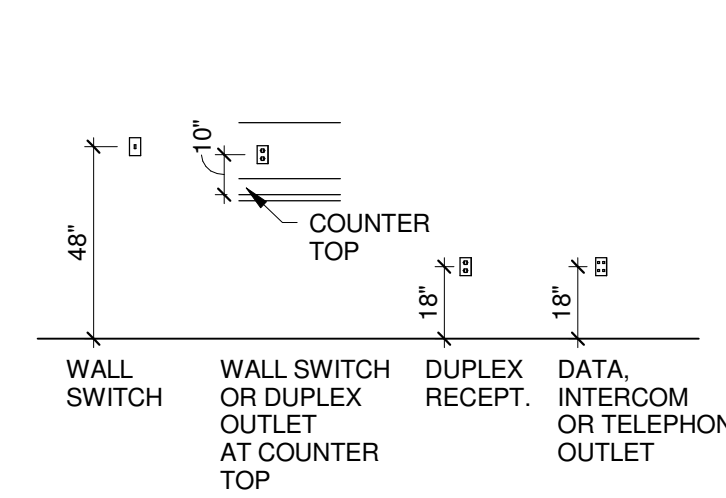 10"
48"
COUNTER
TOP
18"
18"
WALL
SWITCH
WALL SWITCH
OR DUPLEX
OUTLET
AT COUNTER
TOP
DUPLEX
RECEPT.
DATA,
INTERCOM
OR TELEPHON
OUTLET